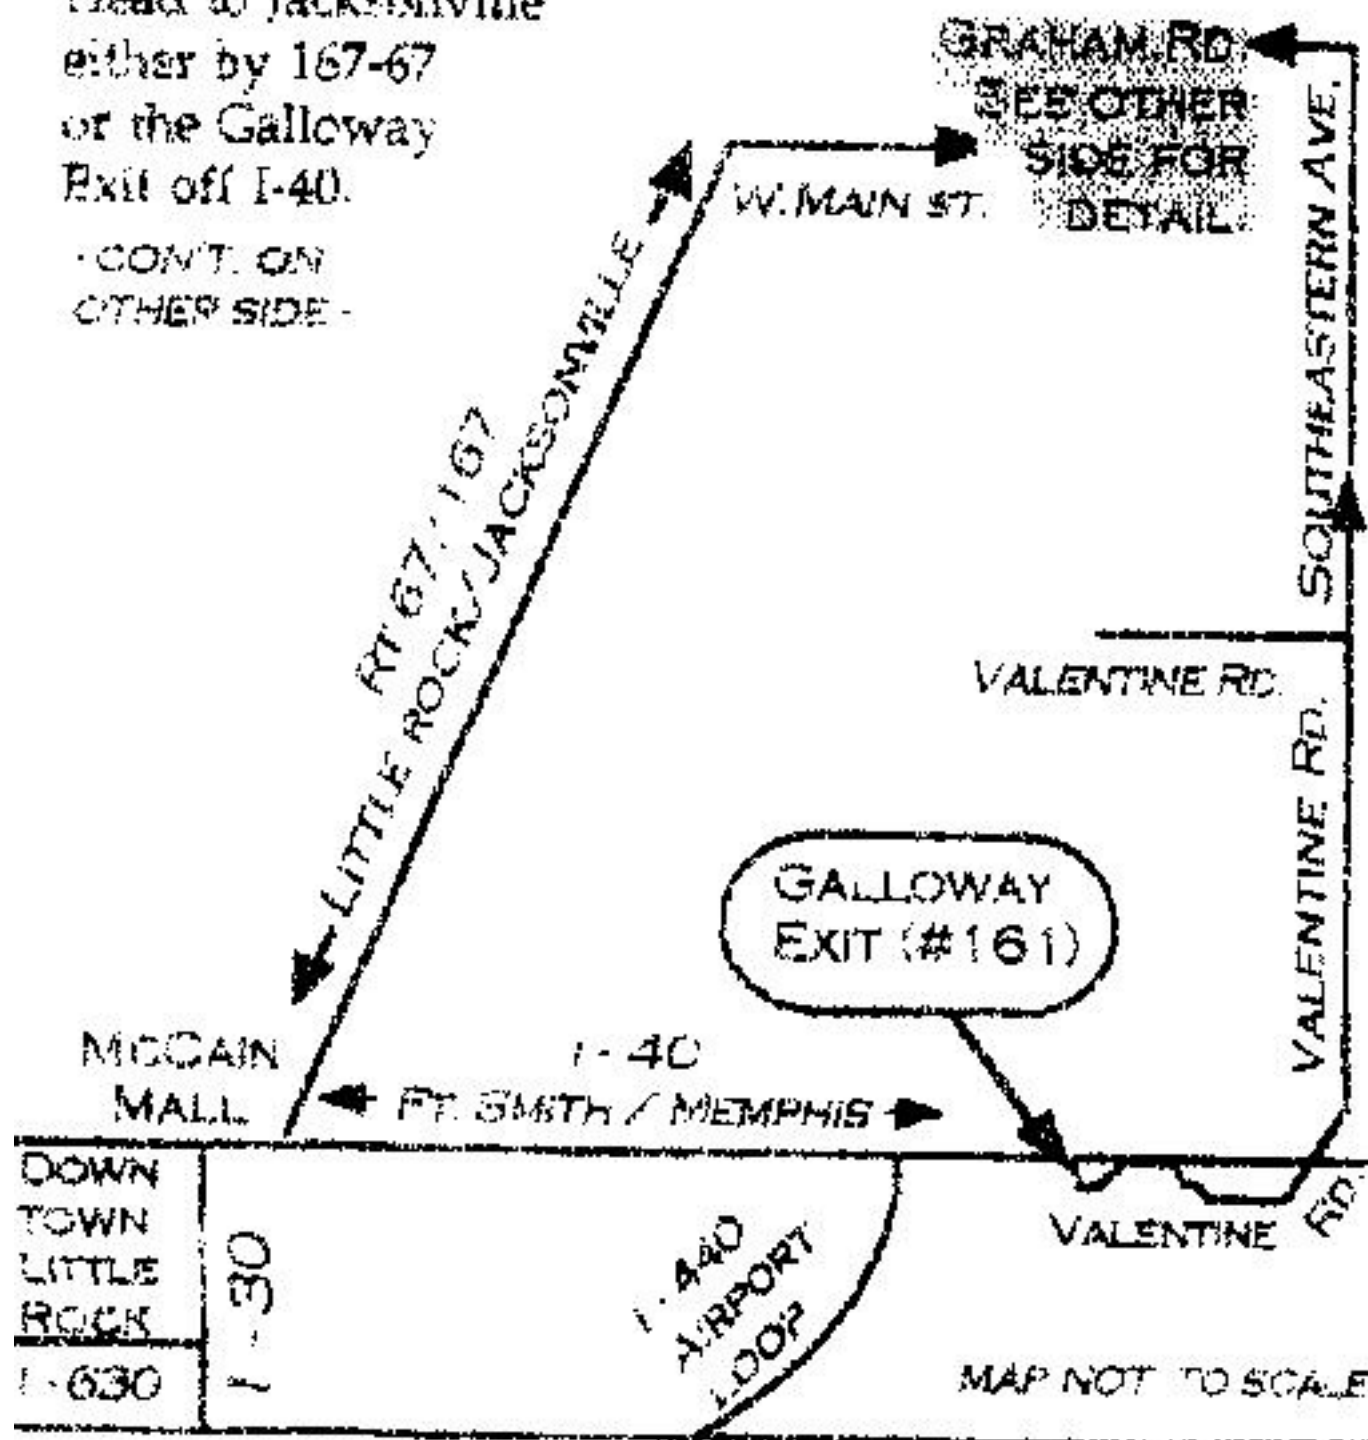 Head to Jacksonville
either by 167-67
or the Galloway
Exit off I-40.
-CON'T. ON
OTHER SIDE-
GRAHAM RD.
SEE OTHER
SIDE FOR
DETAIL.
W. MAIN ST.
SOUTHEASTERN AVE.
RT 67/167
LITTLE ROCK/JACKSONVILLE
VALENTINE RD.
VALENTINE RD.
GALLOWAY
EXIT (#161)
MCCAIN
MALL
I-40
FT. SMITH / MEMPHIS
DOWN
TOWN
LITTLE
ROCK
I-630
I-30
I-440
AIRPORT
LOOP
VALENTINE RD.
MAP NOT TO SCALE